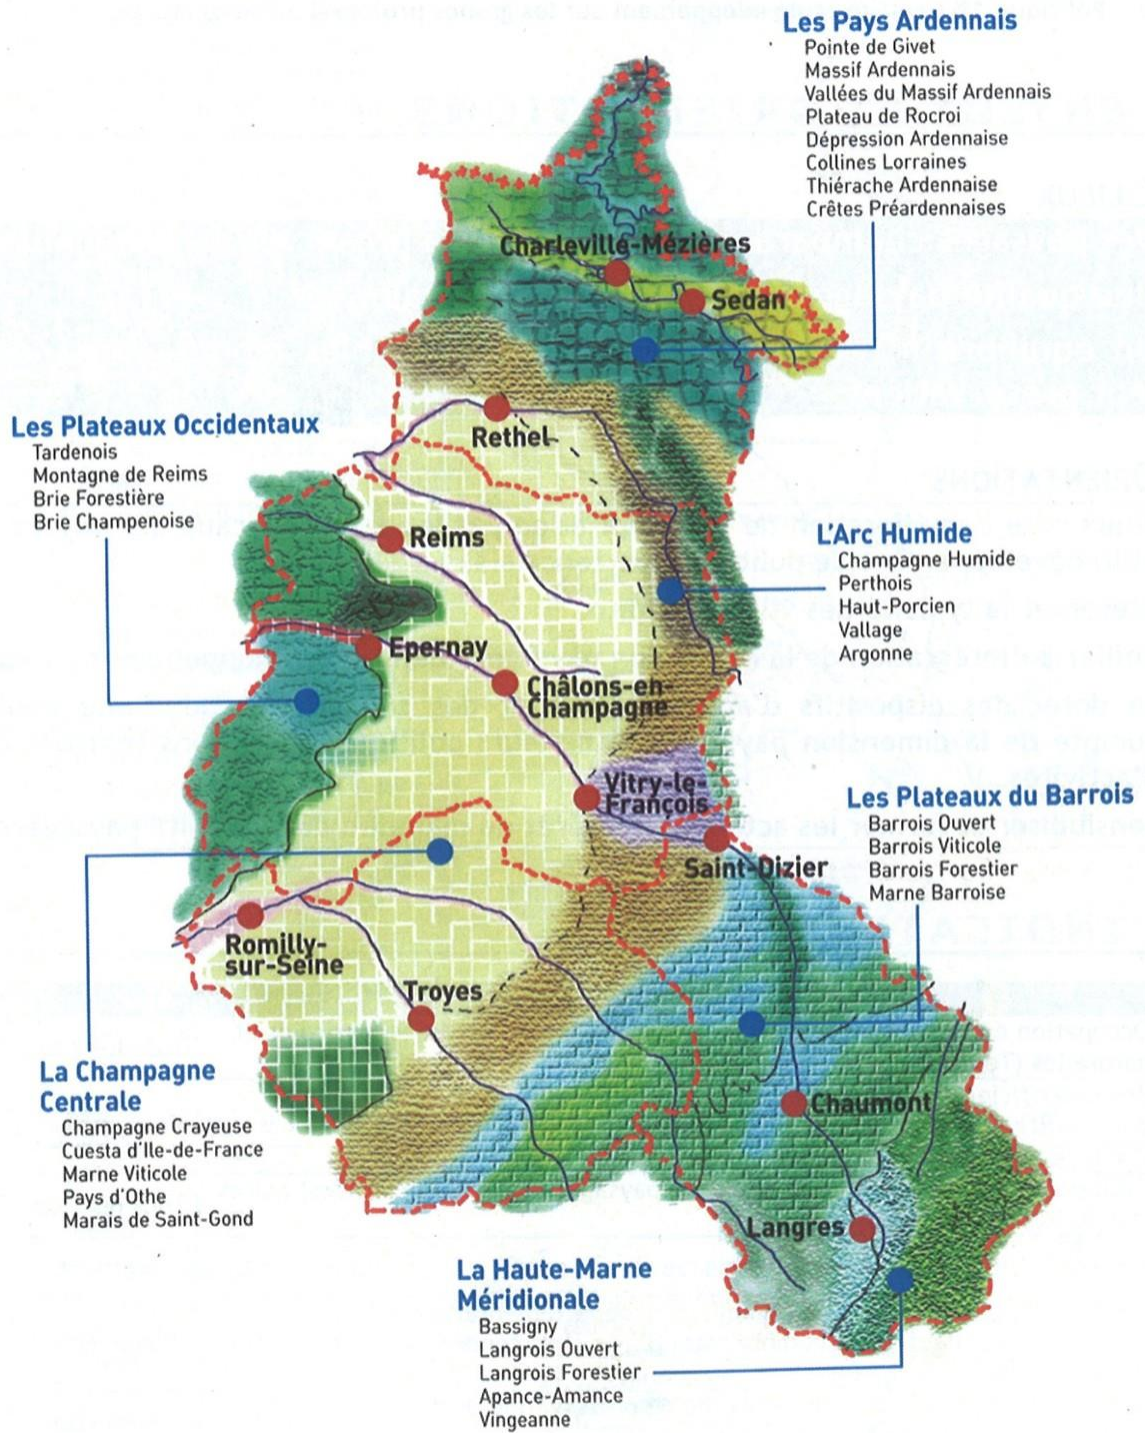 Les Pays Ardennais
Pointe de Givet
Massif Ardennais
Vallées du Massif Ardennais
Plateau de Rocroi
Dépression Ardennaise
Collines Lorraines
Thiérache Ardennaise
Crêtes Préardennaises
Charleville-Mézières
Sedan
Rethel
Les Plateaux Occidentaux
Tardenois
Montagne de Reims
Brie Forestière
Brie Champenoise
Reims
L'Arc Humide
Champagne Humide
Perthois
Haut-Porcien
Vallage
Argonne
Epernay
Châlons-en-
Champagne
Vitry-le-
François
Les Plateaux du Barrois
Barrois Ouvert
Barrois Viticole
Barrois Forestier
Marne Barroise
Saint-Dizier
Romilly-
sur-Seine
Troyes
La Champagne
Centrale
Champagne Crayeuse
Cuesta d'Ile-de-France
Marne Viticole
Pays d'Othe
Marais de Saint-Gond
Chaumont
Langres
La Haute-Marne
Méridionale
Bassigny
Langrois Ouvert
Langrois Forestier
Apance-Amance
Vingeanne